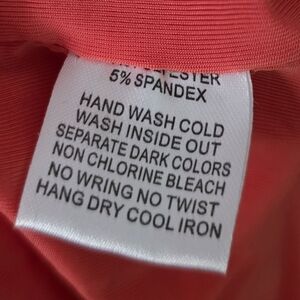 5% SPANDEX
HAND WASH COLD
WASH INSIDE OUT
SEPARATE DARK COLORS
NON CHLORINE BLEACH
NO WRING NO TWIST
HANG DRY COOL IRON